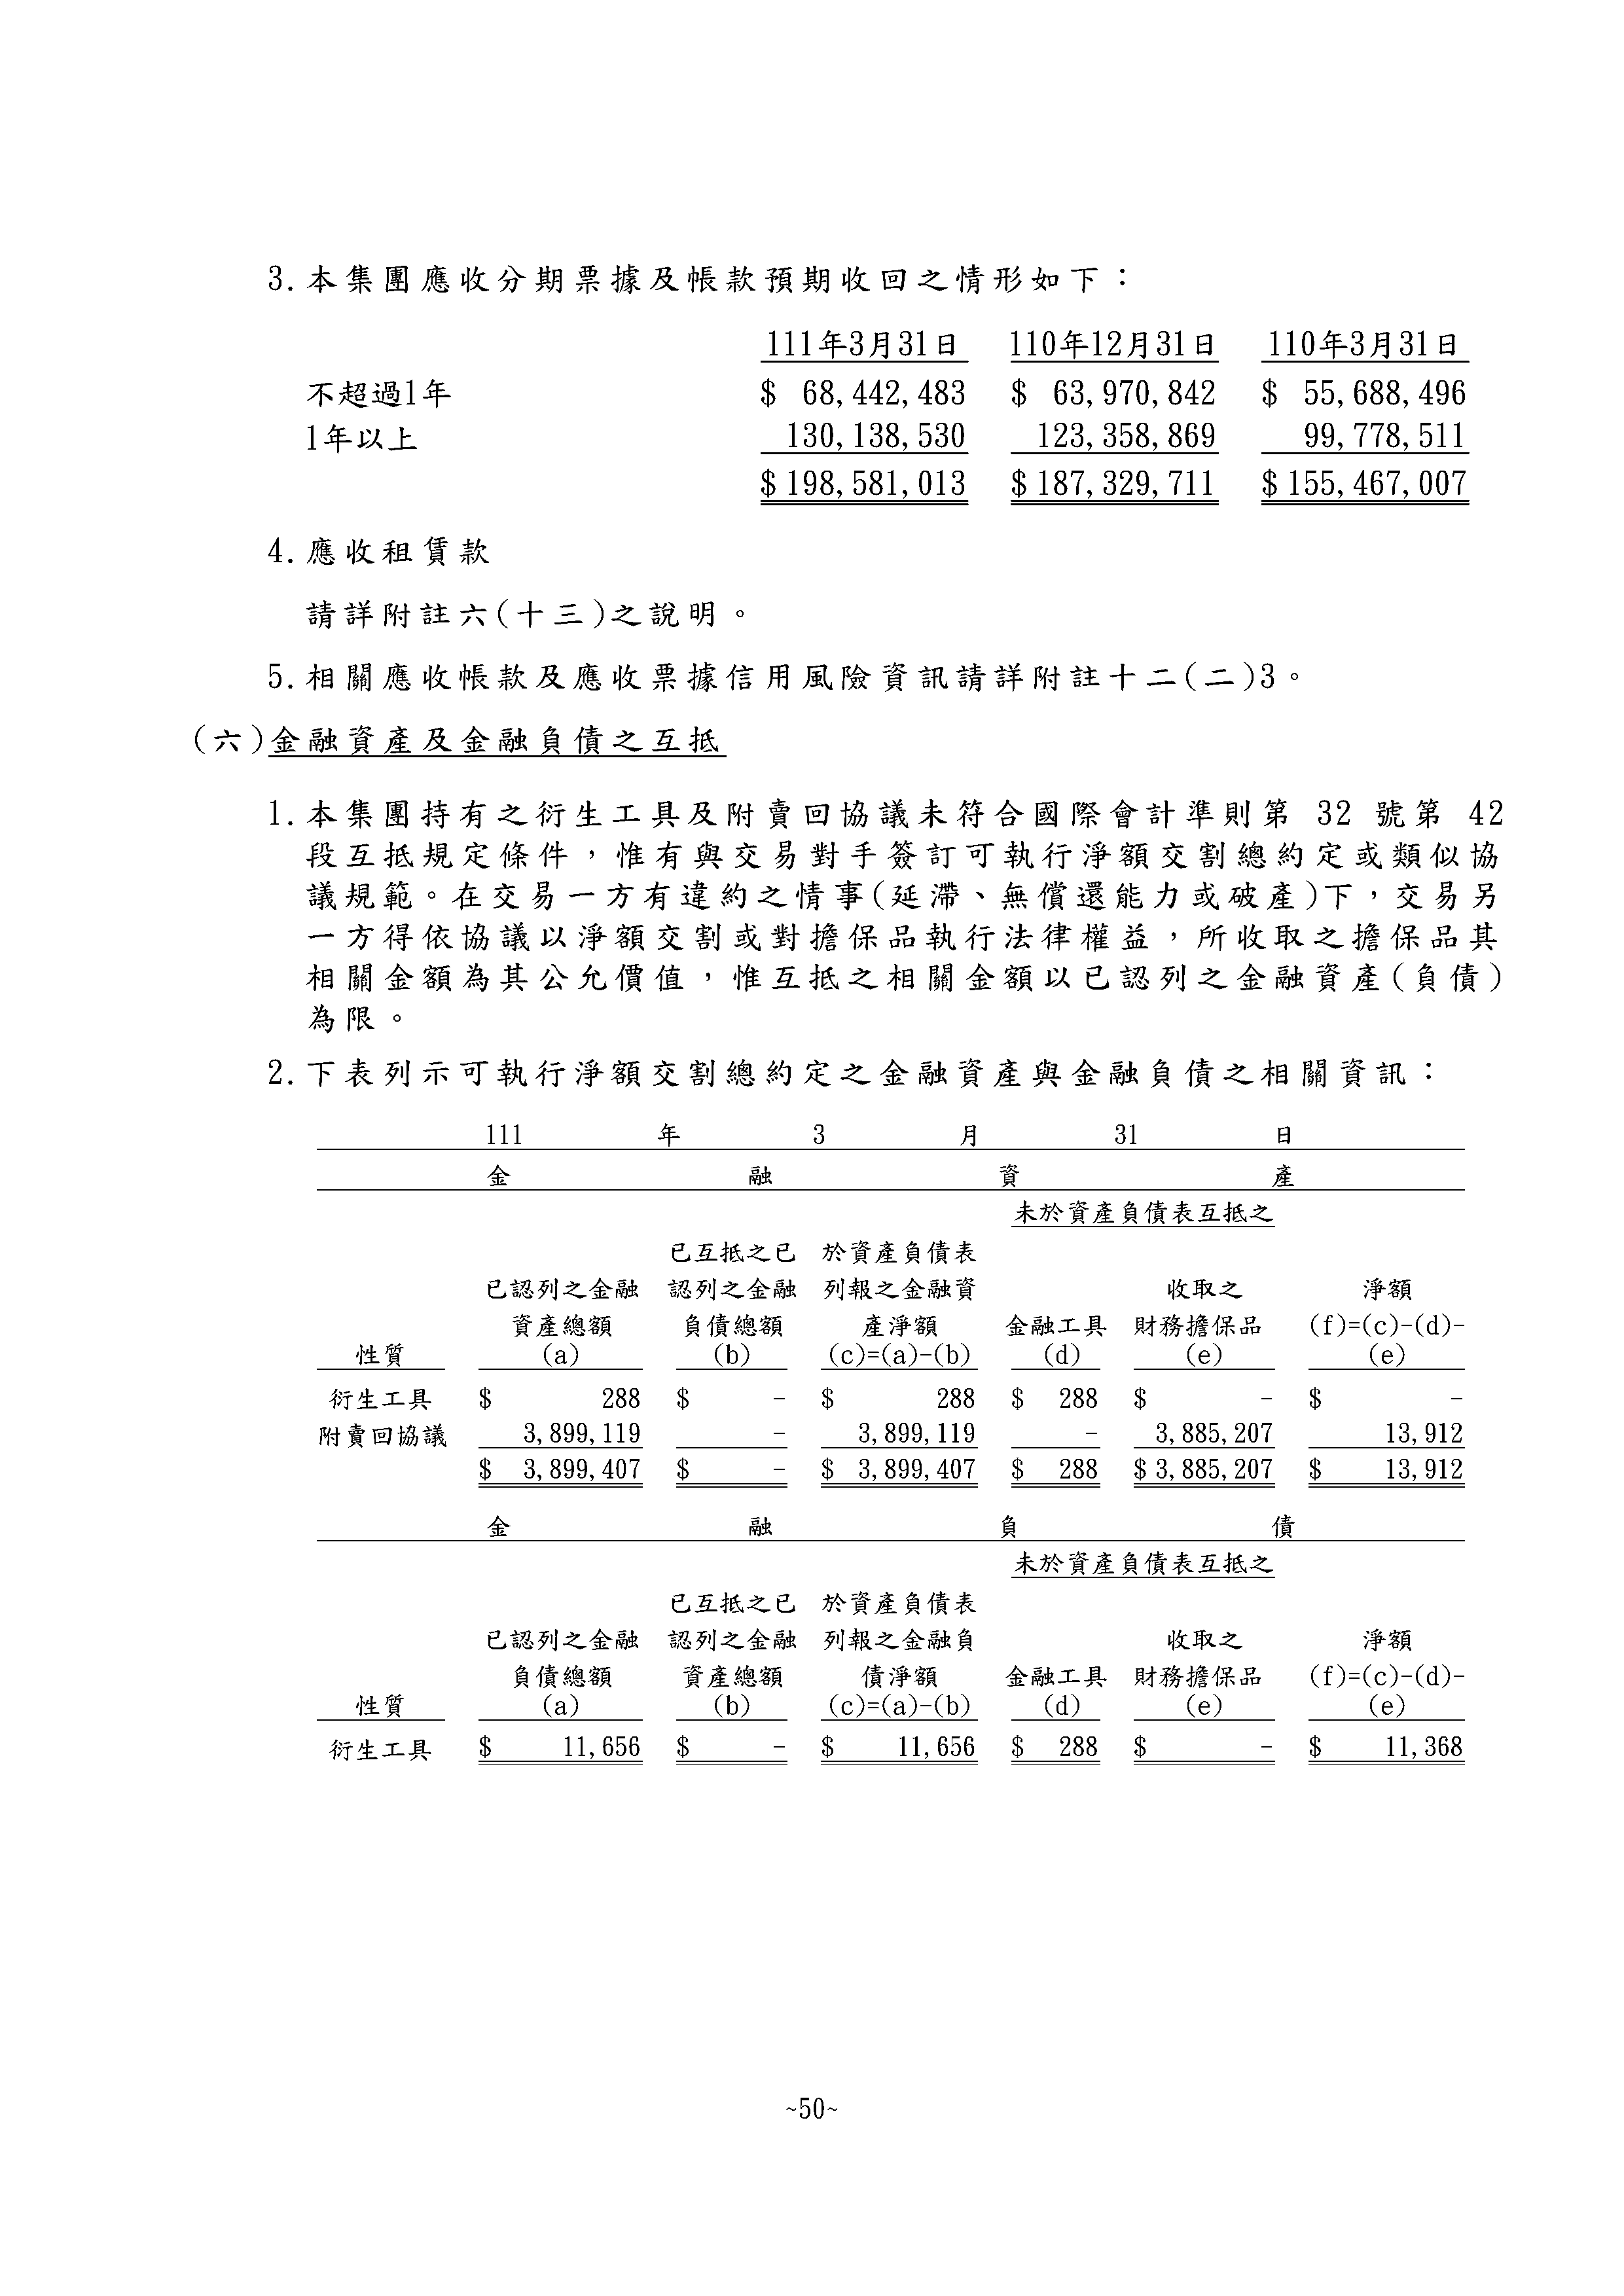 3.本集團應收分期票據及帳款預期收回之情形如下：
111年3月31日 110年12月31日 110年3月31日
不超過1年 $ 68,442,483 $ 63,970,842 $ 55,688,496
1年以上 130,138,530 123,358,869 99,778,511
$ 198,581,013 $ 187,329,711 $ 155,467,007
4.應收租賃款
請詳附註六(十三)之說明。
5.相關應收帳款及應收票據信用風險資訊請詳附註十二(二)3。
(六)金融資產及金融負債之互抵
1.本集團持有之衍生工具及附賣回協議未符合國際會計準則第 32 號第 42
段互抵規定條件，惟有與交易對手簽訂可執行淨額交割總約定或類似協
議規範。在交易一方有違約之情事(延滯、無償還能力或破產)下，交易另
一方得依協議以淨額交割或對擔保品執行法律權益，所收取之擔保品其
相關金額為其公允價值，惟互抵之相關金額以已認列之金融資產(負債)
為限。
2.下表列示可執行淨額交割總約定之金融資產與金融負債之相關資訊：
111 年 3 月 31 日
金 融 資 產
未於資產負債表互抵之
已互抵之已 於資產負債表
已認列之金融 認列之金融 列報之金融資 收取之 淨額
資產總額 負債總額 產淨額 金融工具 財務擔保品 (f)=(c)-(d)-
性質 (a) (b) (c)=(a)-(b) (d) (e) (e)
衍生工具 $ 288 $ - $ 288 $ 288 $ - $ -
附賣回協議 3,899,119 - 3,899,119 - 3,885,207 13,912
$ 3,899,407 $ - $ 3,899,407 $ 288 $ 3,885,207 $ 13,912
金 融 負 債
未於資產負債表互抵之
已互抵之已 於資產負債表
已認列之金融 認列之金融 列報之金融負 收取之 淨額
負債總額 資產總額 債淨額 金融工具 財務擔保品 (f)=(c)-(d)-
性質 (a) (b) (c)=(a)-(b) (d) (e) (e)
衍生工具 $ 11,656 $ - $ 11,656 $ 288 $ - $ 11,368
~50~